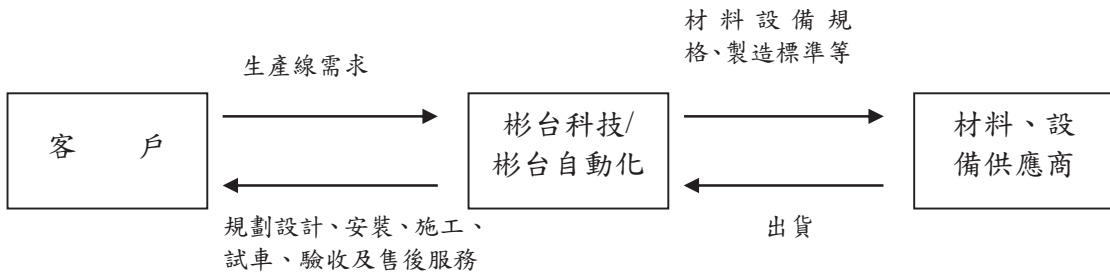 材料設備規
格、製造標準等
生產線需求
客 戶
彬台科技/
彬台自動化
材料、設
備供應商
規劃設計、安裝、施工、
試車、驗收及售後服務
出貨